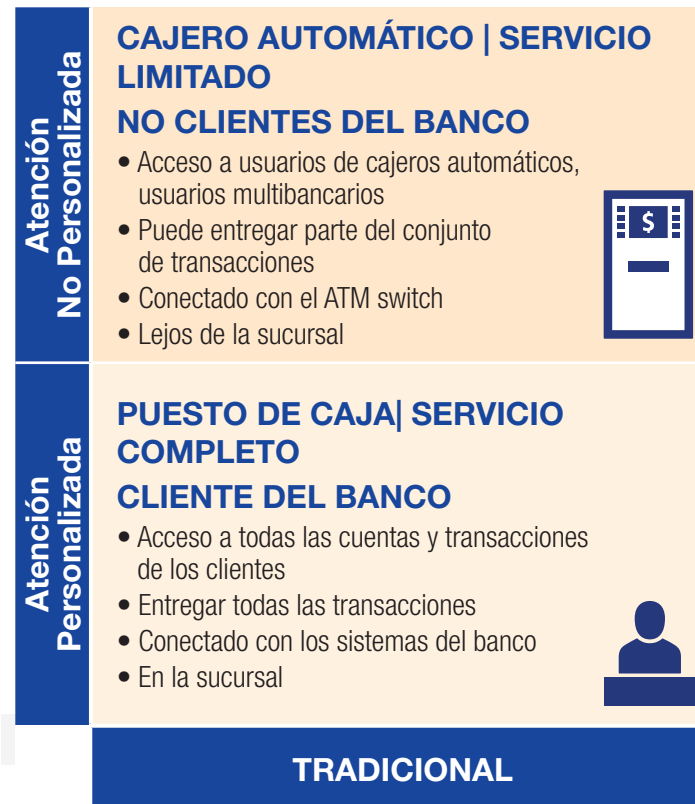 Atención
No Personalizada
CAJERO AUTOMÁTICO | SERVICIO
LIMITADO
NO CLIENTES DEL BANCO
• Acceso a usuarios de cajeros automáticos,
usuarios multibancarios
• Puede entregar parte del conjunto
de transacciones
• Conectado con el ATM switch
• Lejos de la sucursal
$
Atención
Personalizada
PUESTO DE CAJA| SERVICIO
COMPLETO
CLIENTE DEL BANCO
• Acceso a todas las cuentas y transacciones
de los clientes
• Entregar todas las transacciones
• Conectado con los sistemas del banco
• En la sucursal
TRADICIONAL